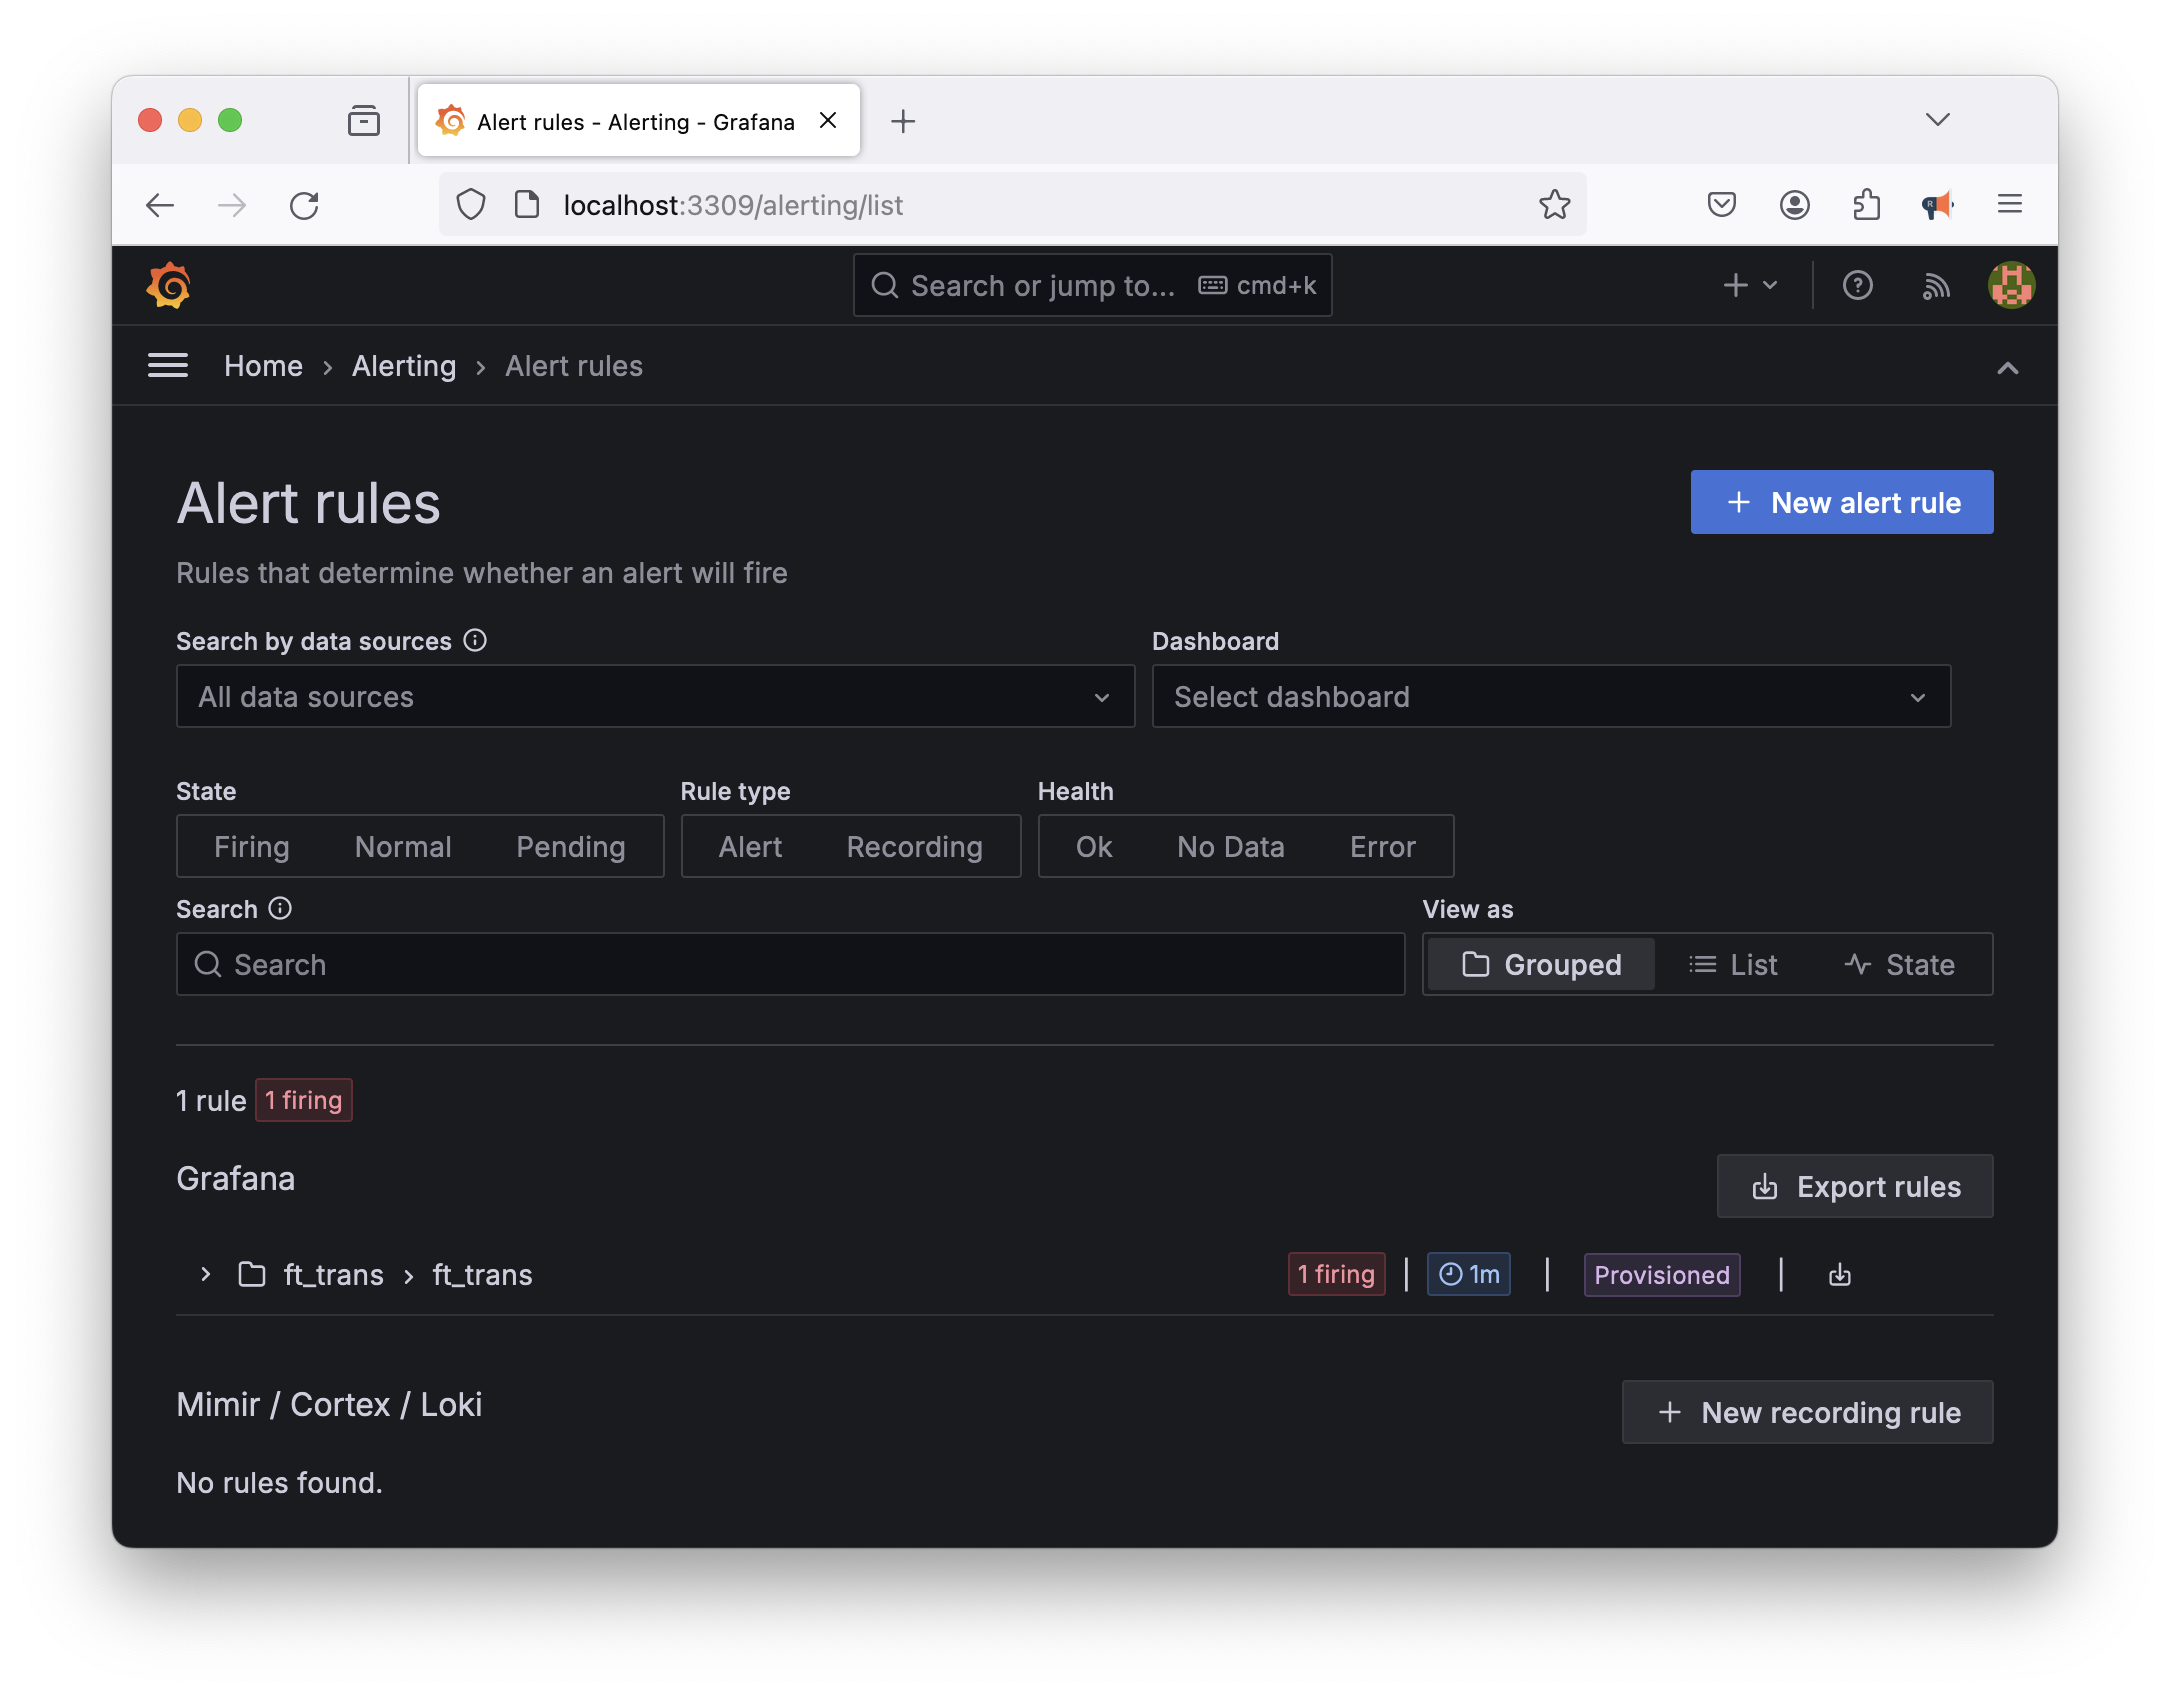 Alert rules - Alerting - Grafana
localhost:3309/alerting/list
Search or jump to... cmd+k
Home › Alerting › Alert rules
Alert rules
New alert rule
Rules that determine whether an alert will fire
Search by data sources
Dashboard
All data sources
Select dashboard
State
Rule type
Health
Firing Normal Pending
Alert Recording
Ok No Data Error
Search
View as
Search
Grouped List State
1 rule 1 firing
Grafana
Export rules
ft_trans › ft_trans
1 firing | 1m | Provisioned |
Mimir / Cortex / Loki
New recording rule
No rules found.